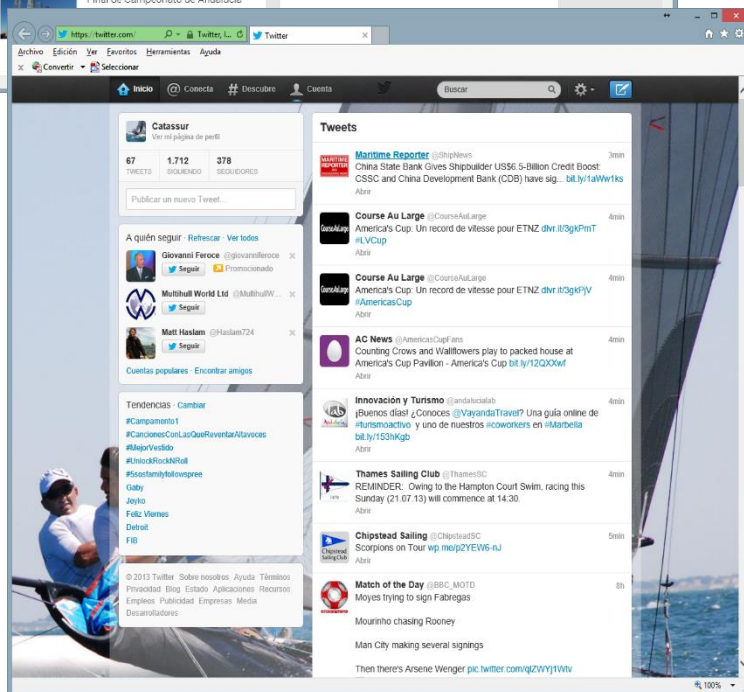 Final de Campeonato de Andalucía
https://twitter.com/
Twitter, I...
Twitter
Archivo Edición Ver Favoritos Herramientas Ayuda
x Convertir Seleccionar
Inicio @ Conecta # Descubre Cuenta
Buscar
Catassur
Ver mi página de perfil
67 1.712 378
TWEETS SIGUIENDO SEGUIDORES
Publicar un nuevo Tweet...
A quién seguir · Refrescar · Ver todos
Giovanni Feroce @giovanniferoce
Seguir Promocionado
Multihull World Ltd @MultihullW...
Seguir
Matt Haslam @Haslam724
Seguir
Cuentas populares · Encontrar amigos
Tendencias · Cambiar
#Campamento1
#CancionesConLasQueReventarAltavoces
#MejorVestido
#UnlockRockNRoll
#5sosfamilyfollowspree
Gaby
Jeyko
Feliz Viernes
Detroit
FIB
© 2013 Twitter Sobre nosotros Ayuda Términos
Privacidad Blog Estado Aplicaciones Recursos
Empleos Publicidad Empresas Media
Desarrolladores
Tweets
MARITIME
REPORTER
Maritime Reporter @ShipNews 3min
China State Bank Gives Shipbuilder US$6.5-Billion Credit Boost:
CSSC and China Development Bank (CDB) have sig... bit.ly/1aWw1ks
Abrir
CourseAuLarge
Course Au Large @CourseAuLarge 4min
America's Cup: Un record de vitesse pour ETNZ dlvr.it/3gkPmT
#LVCup
Abrir
CourseAuLarge
Course Au Large @CourseAuLarge 4min
America's Cup: Un record de vitesse pour ETNZ dlvr.it/3gkPjV
#AmericasCup
Abrir
AC News @AmericasCupFans 4min
Counting Crows and Wallflowers play to packed house at
America's Cup Pavilion - America's Cup bit.ly/12QXXwf
Abrir
lab
Innovación y Turismo @andalucialab 4min
¡Buenos días! ¿Conoces @VayandaTravel? Una guía online de
#turismoactivo y uno de nuestros #coworkers en #Marbella
bit.ly/153hKgb
Abrir
Thames Sailing Club @ThamesSC 4min
REMINDER: Owing to the Hampton Court Swim, racing this
Sunday (21.07.13) will commence at 14:30.
Abrir
Chipstead
Sailing Club
Chipstead Sailing @ChipsteadSC 5min
Scorpions on Tour wp.me/p2YEW6-nJ
Abrir
Match of the Day @BBC_MOTD 8h
Moyes trying to sign Fabregas
Mourinho chasing Rooney
Man City making several signings
Then there's Arsene Wenger pic.twitter.com/qIZWYj1Wtv
100%